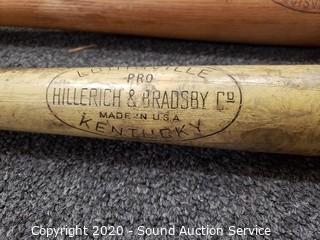 LOUISVILLE
PRO
HILLERICH & BRADSBY CO
MADE IN U.S.A
KENTUCKY
Copyright 2020 - Sound Auction Service